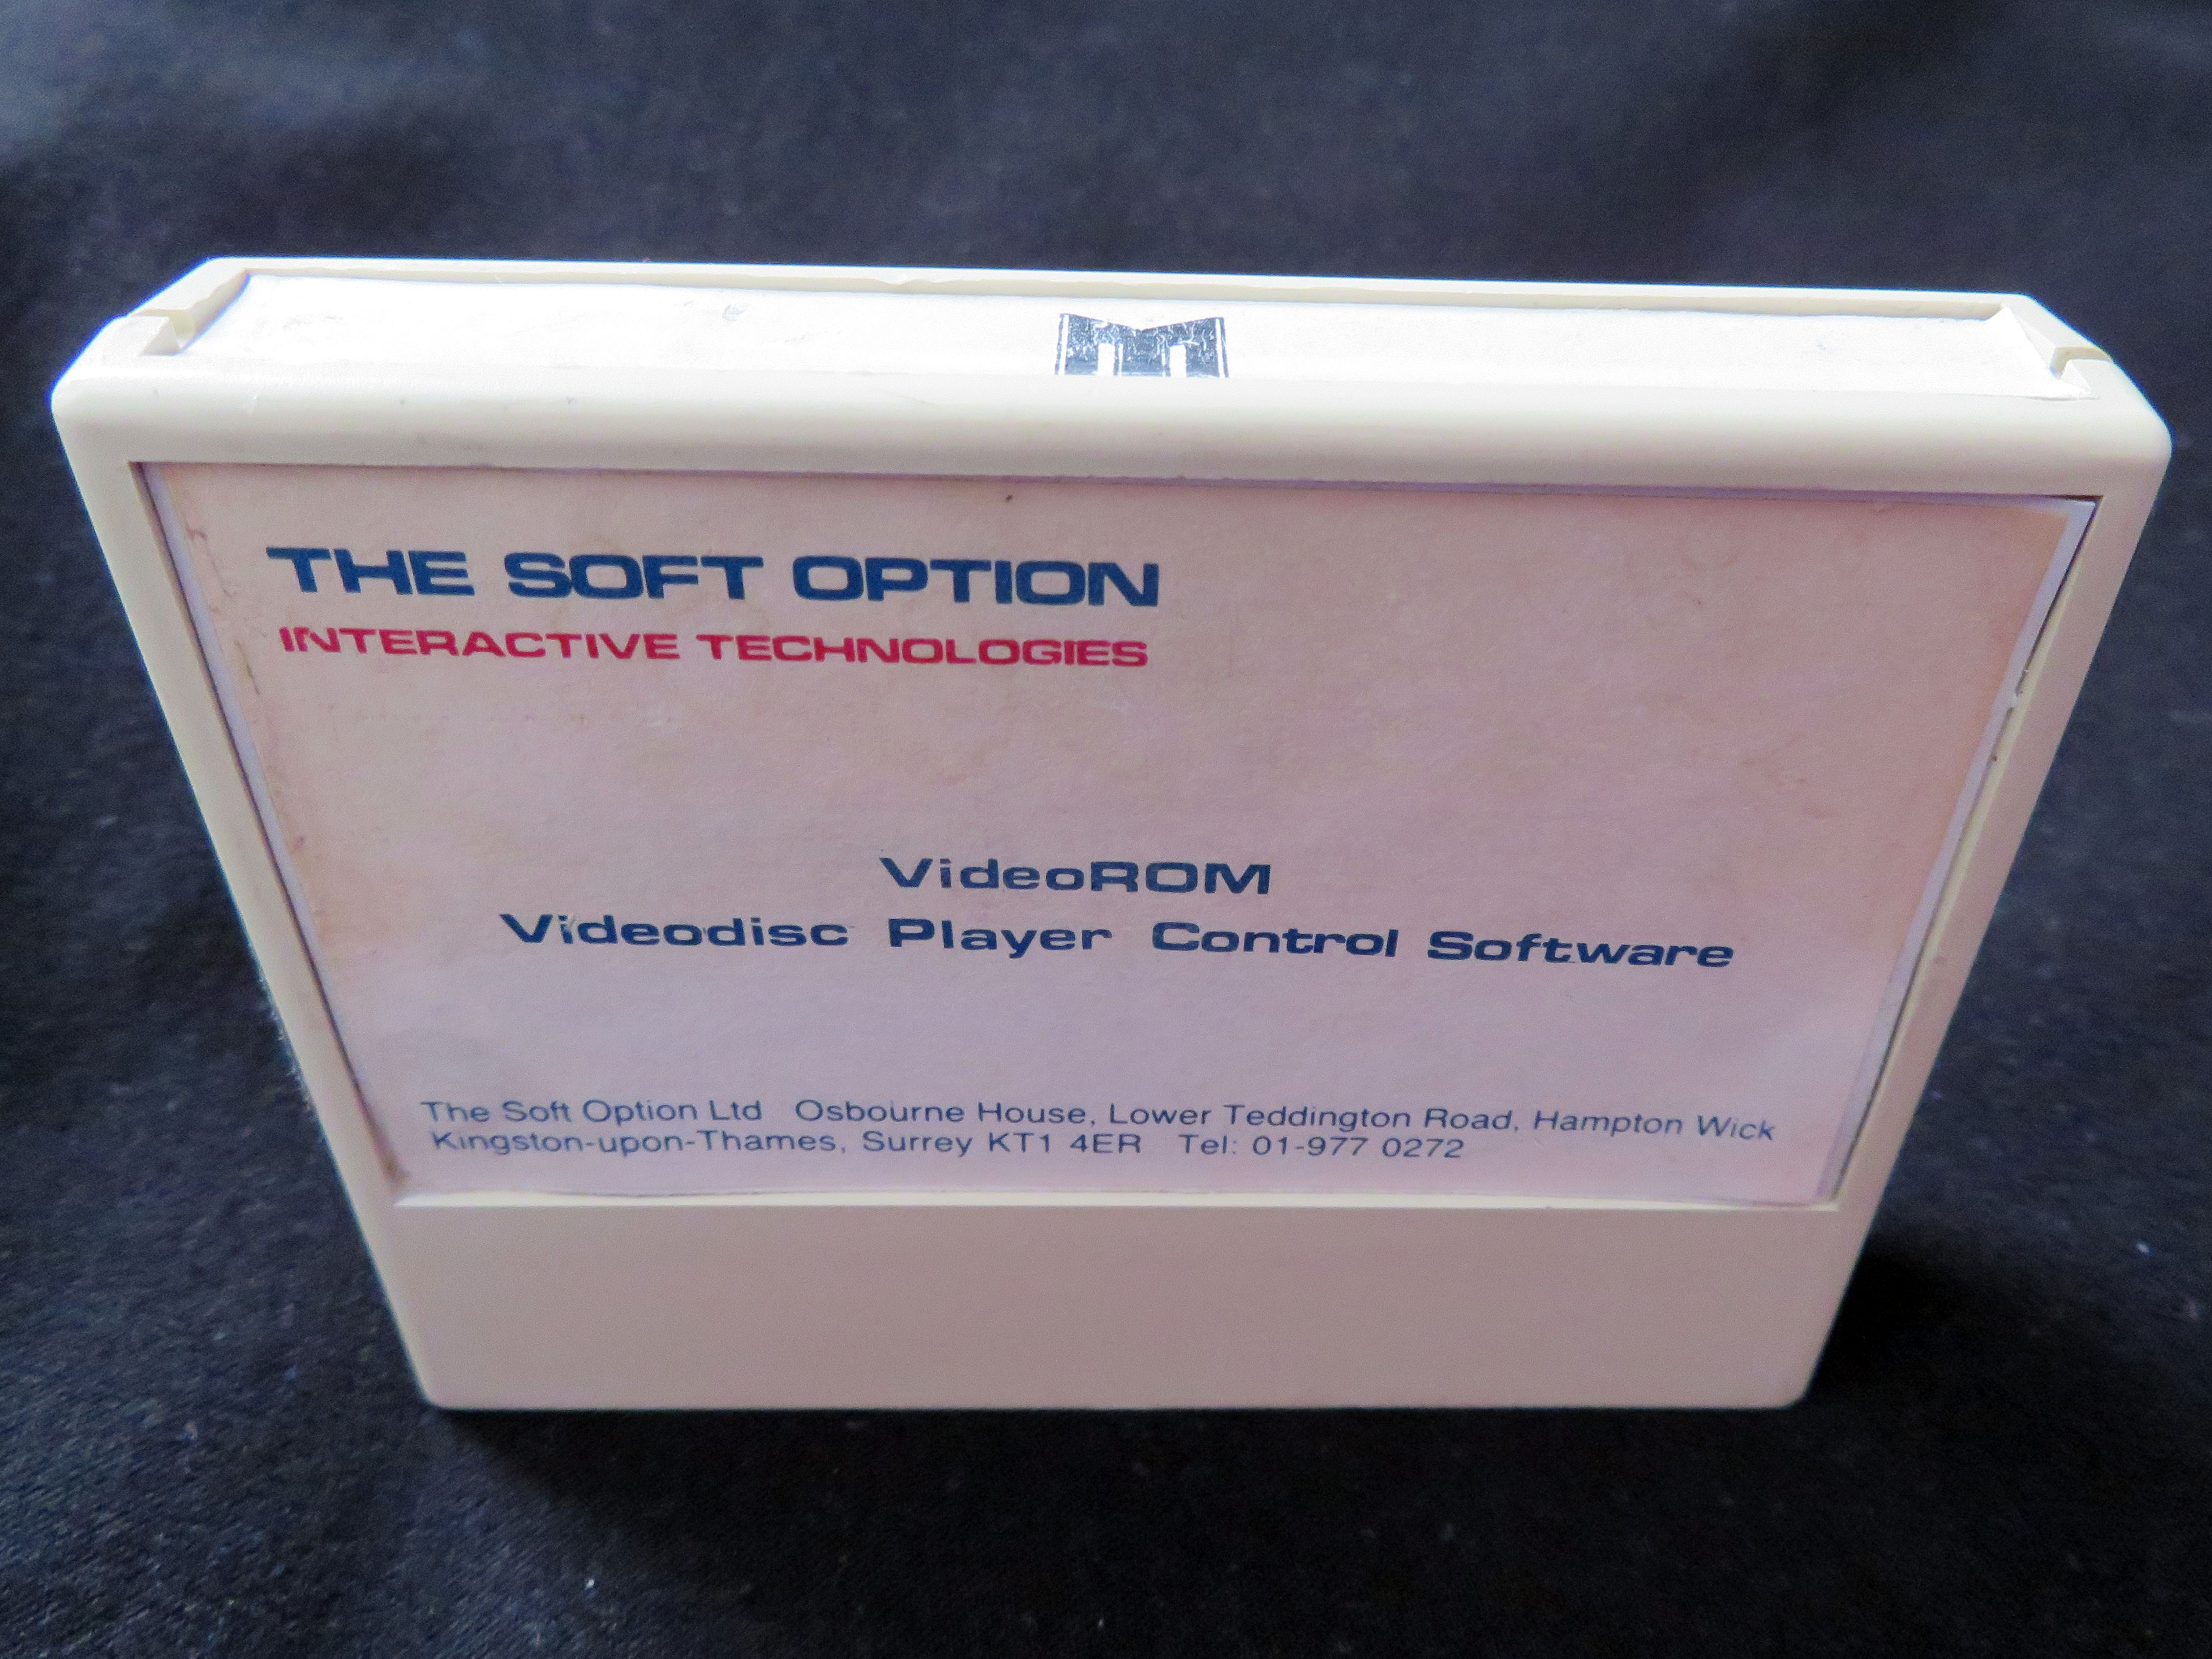 THE SOFT OPTION
INTERACTIVE TECHNOLOGIES
VideoROM
Videodisc Player Control Software
The Soft Option Ltd Osbourne House, Lower Teddington Road, Hampton Wick
Kingston-upon-Thames, Surrey KT1 4ER Tel: 01-977 0272